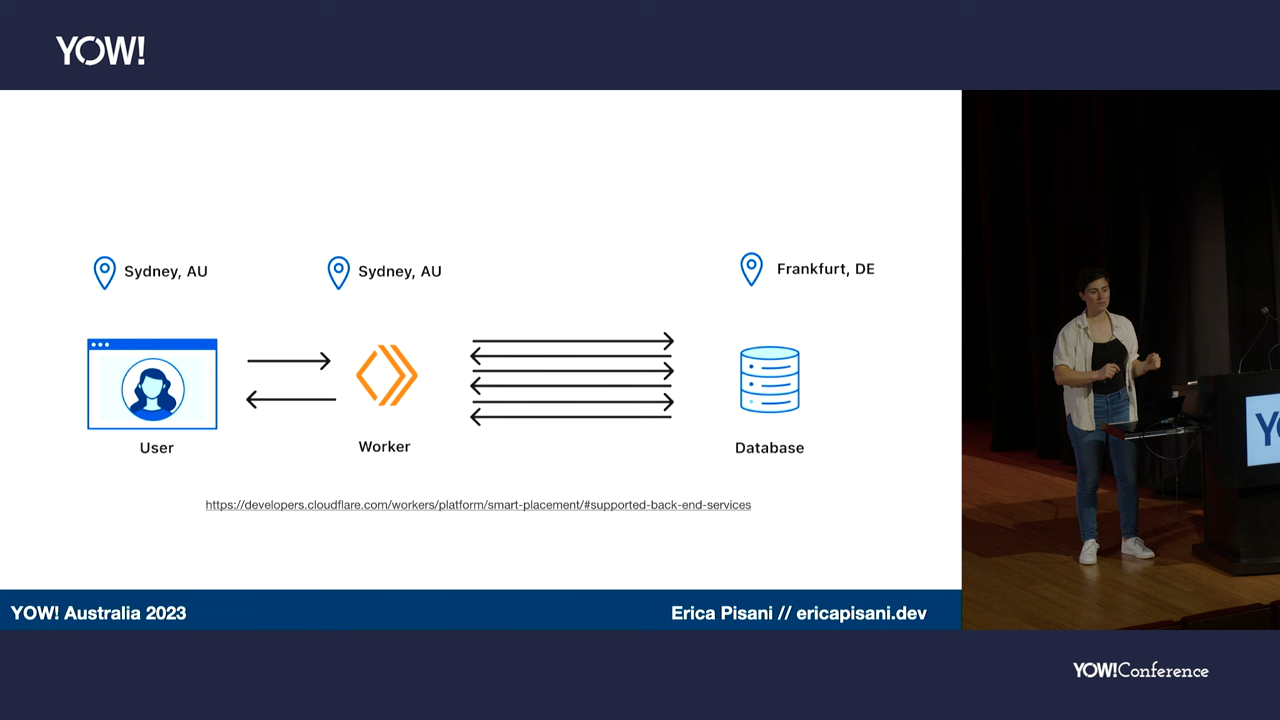 YOW!
Sydney, AU
Sydney, AU
Frankfurt, DE
User
Worker
Database
https://developers.cloudflare.com/workers/platform/smart-placement/#supported-back-end-services
YOW! Australia 2023
Erica Pisani // ericapisani.dev
YOW!Conference